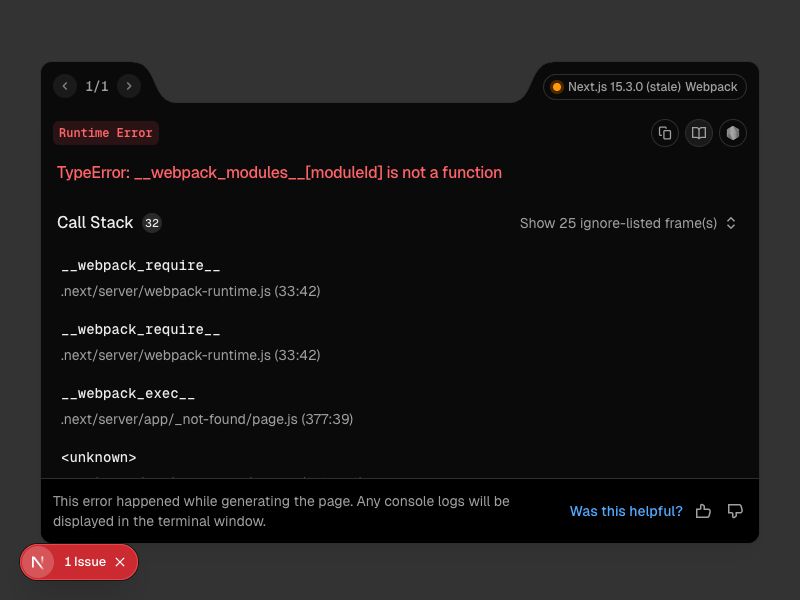 1/1
Next.js 15.3.0 (stale) Webpack
Runtime Error
TypeError: __webpack_modules__[moduleId] is not a function
Call Stack 32
Show 25 ignore-listed frame(s)
__webpack_require__
.next/server/webpack-runtime.js (33:42)
__webpack_require__
.next/server/webpack-runtime.js (33:42)
__webpack_exec__
.next/server/app/_not-found/page.js (377:39)
<unknown>
This error happened while generating the page. Any console logs will be
displayed in the terminal window.
Was this helpful?
N
1 Issue